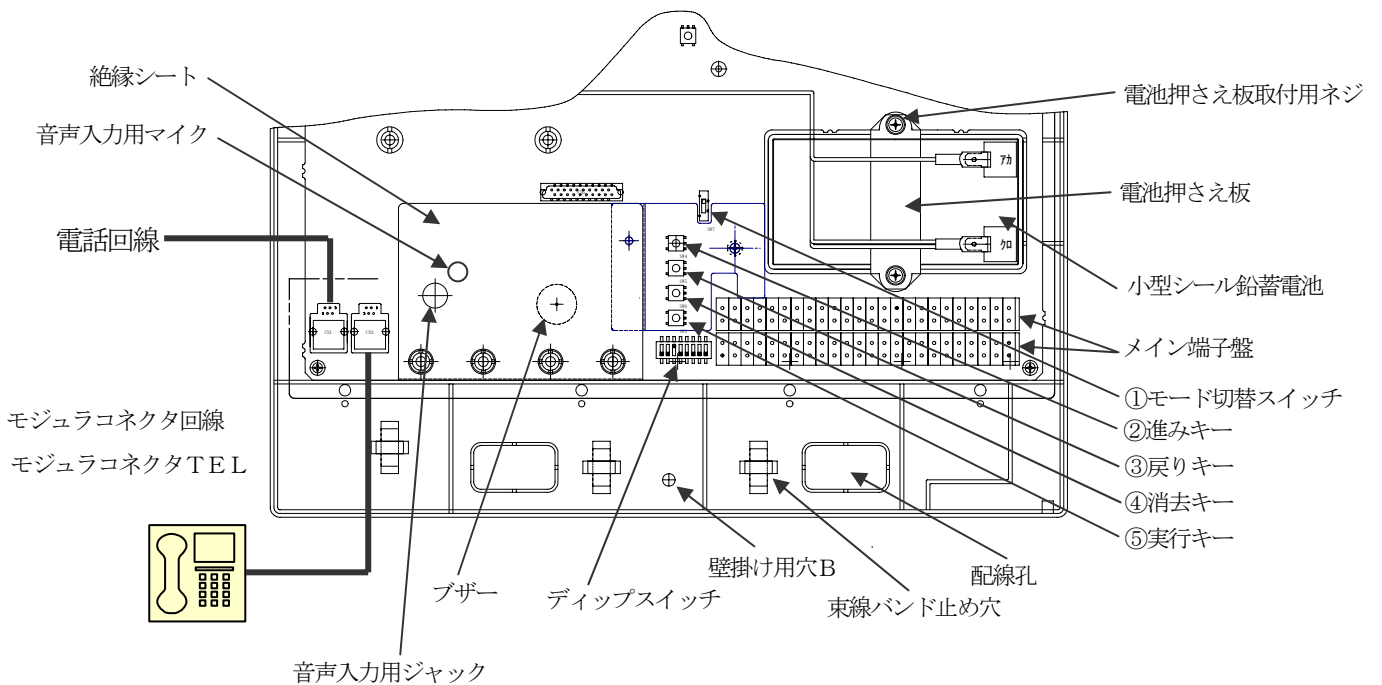 絶縁シート
音声入力用マイク
電話回線
モジュラコネクタ回線
モジュラコネクタＴＥＬ
電池押さえ板取付用ネジ
電池押さえ板
小型シール鉛蓄電池
メイン端子盤
①モード切替スイッチ
②進みキー
③戻りキー
④消去キー
⑤実行キー
アカ
クロ
CN1
CN2
SW7
壁掛け用穴Ｂ
配線孔
束線バンド止め穴
ブザー
ディップスイッチ
音声入力用ジャック